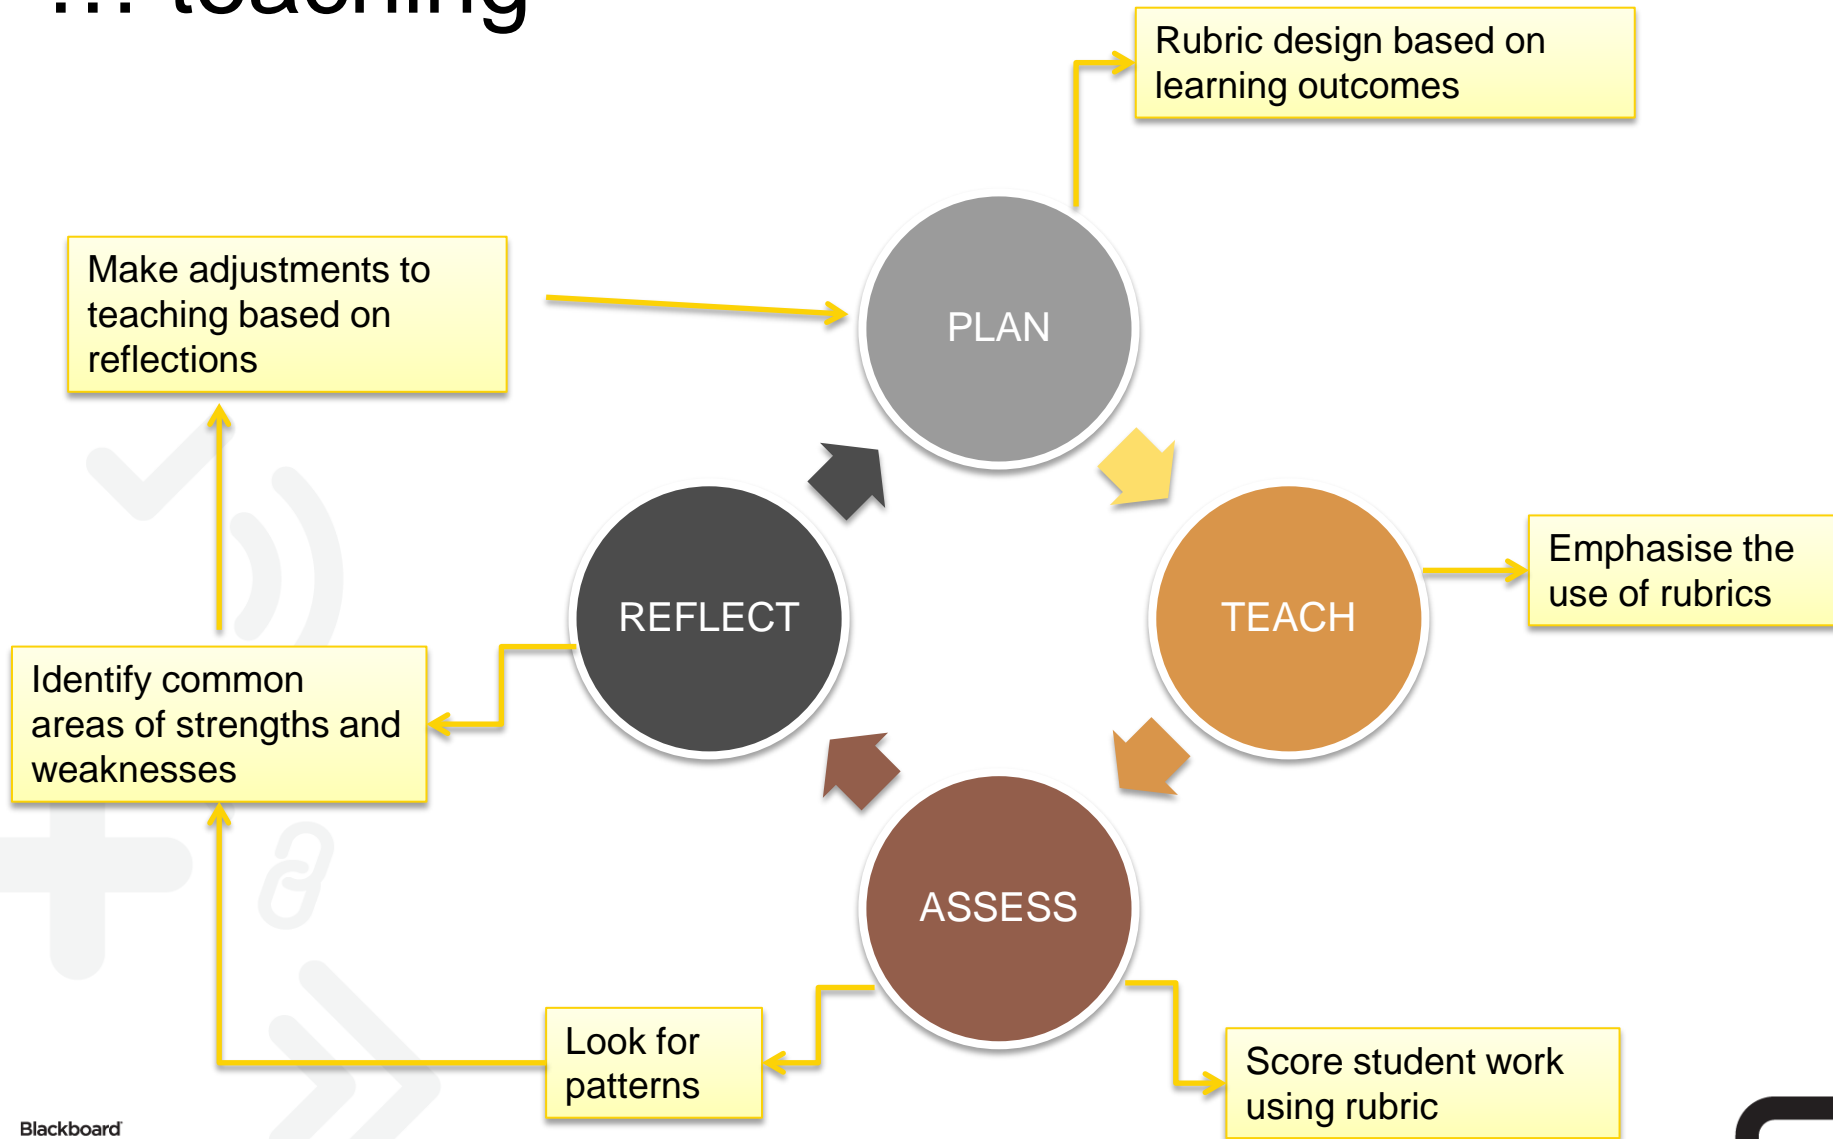 ... teaching
Rubric design based on
learning outcomes
Make adjustments to
teaching based on
reflections
PLAN
REFLECT
TEACH
Emphasise the
use of rubrics
Identify common
areas of strengths and
weaknesses
ASSESS
Look for
patterns
Score student work
using rubric
Blackboard